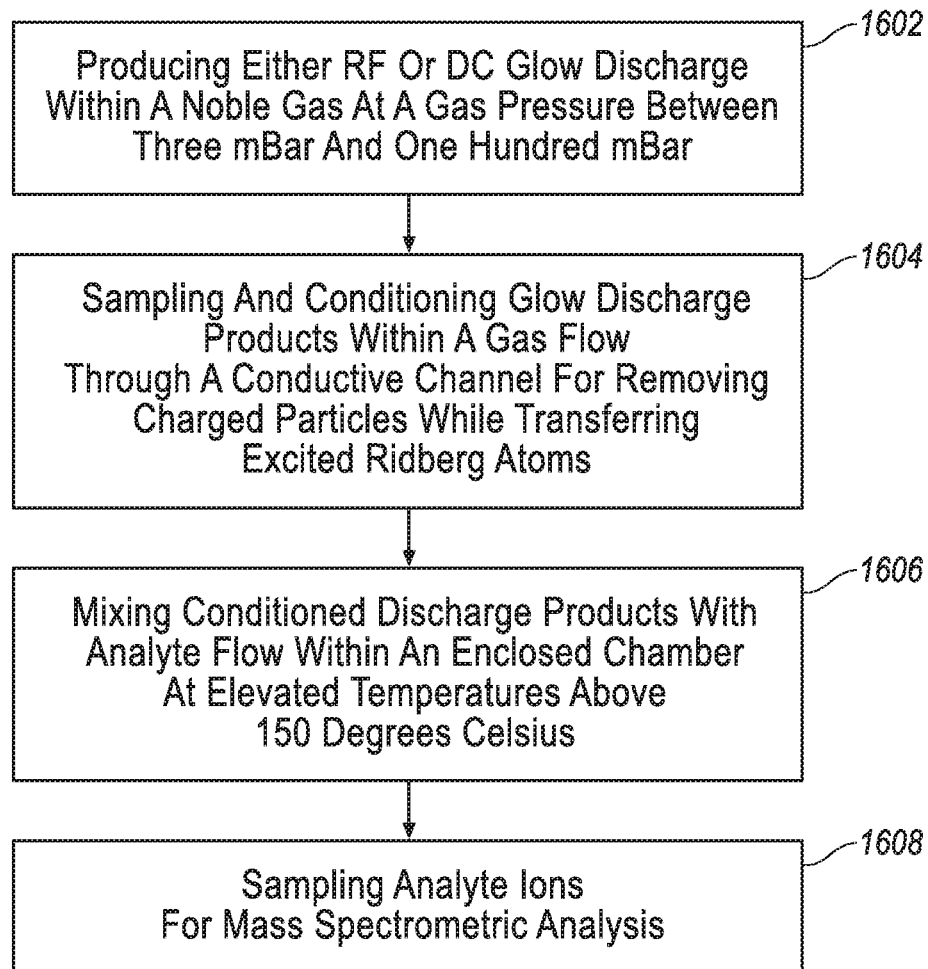 1602
Producing Either RF Or DC Glow Discharge
Within A Noble Gas At A Gas Pressure Between
Three mBar And One Hundred mBar
1604
Sampling And Conditioning Glow Discharge
Products Within A Gas Flow
Through A Conductive Channel For Removing
Charged Particles While Transferring
Excited Ridberg Atoms
1606
Mixing Conditioned Discharge Products With
Analyte Flow Within An Enclosed Chamber
At Elevated Temperatures Above
150 Degrees Celsius
1608
Sampling Analyte Ions
For Mass Spectrometric Analysis